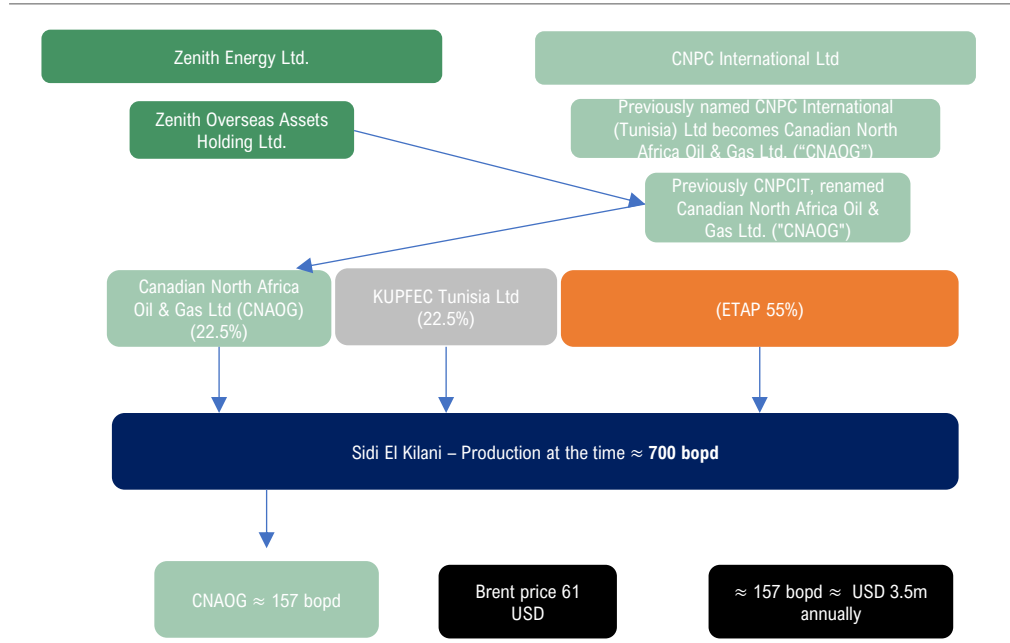 Zenith Energy Ltd.
CNPC International Ltd
Zenith Overseas Assets
Holding Ltd.
Previously named CNPC International
(Tunisia) Ltd becomes Canadian North
Africa Oil & Gas Ltd. (“CNAOG”)
Previously CNPCIT, renamed
Canadian North Africa Oil &
Gas Ltd. ("CNAOG")
Canadian North Africa
Oil & Gas Ltd (CNAOG)
(22.5%)
KUPFEC Tunisia Ltd
(22.5%)
(ETAP 55%)
Sidi El Kilani – Production at the time ≈ 700 bopd
CNAOG ≈ 157 bopd
Brent price 61
USD
≈ 157 bopd ≈ USD 3.5m
annually